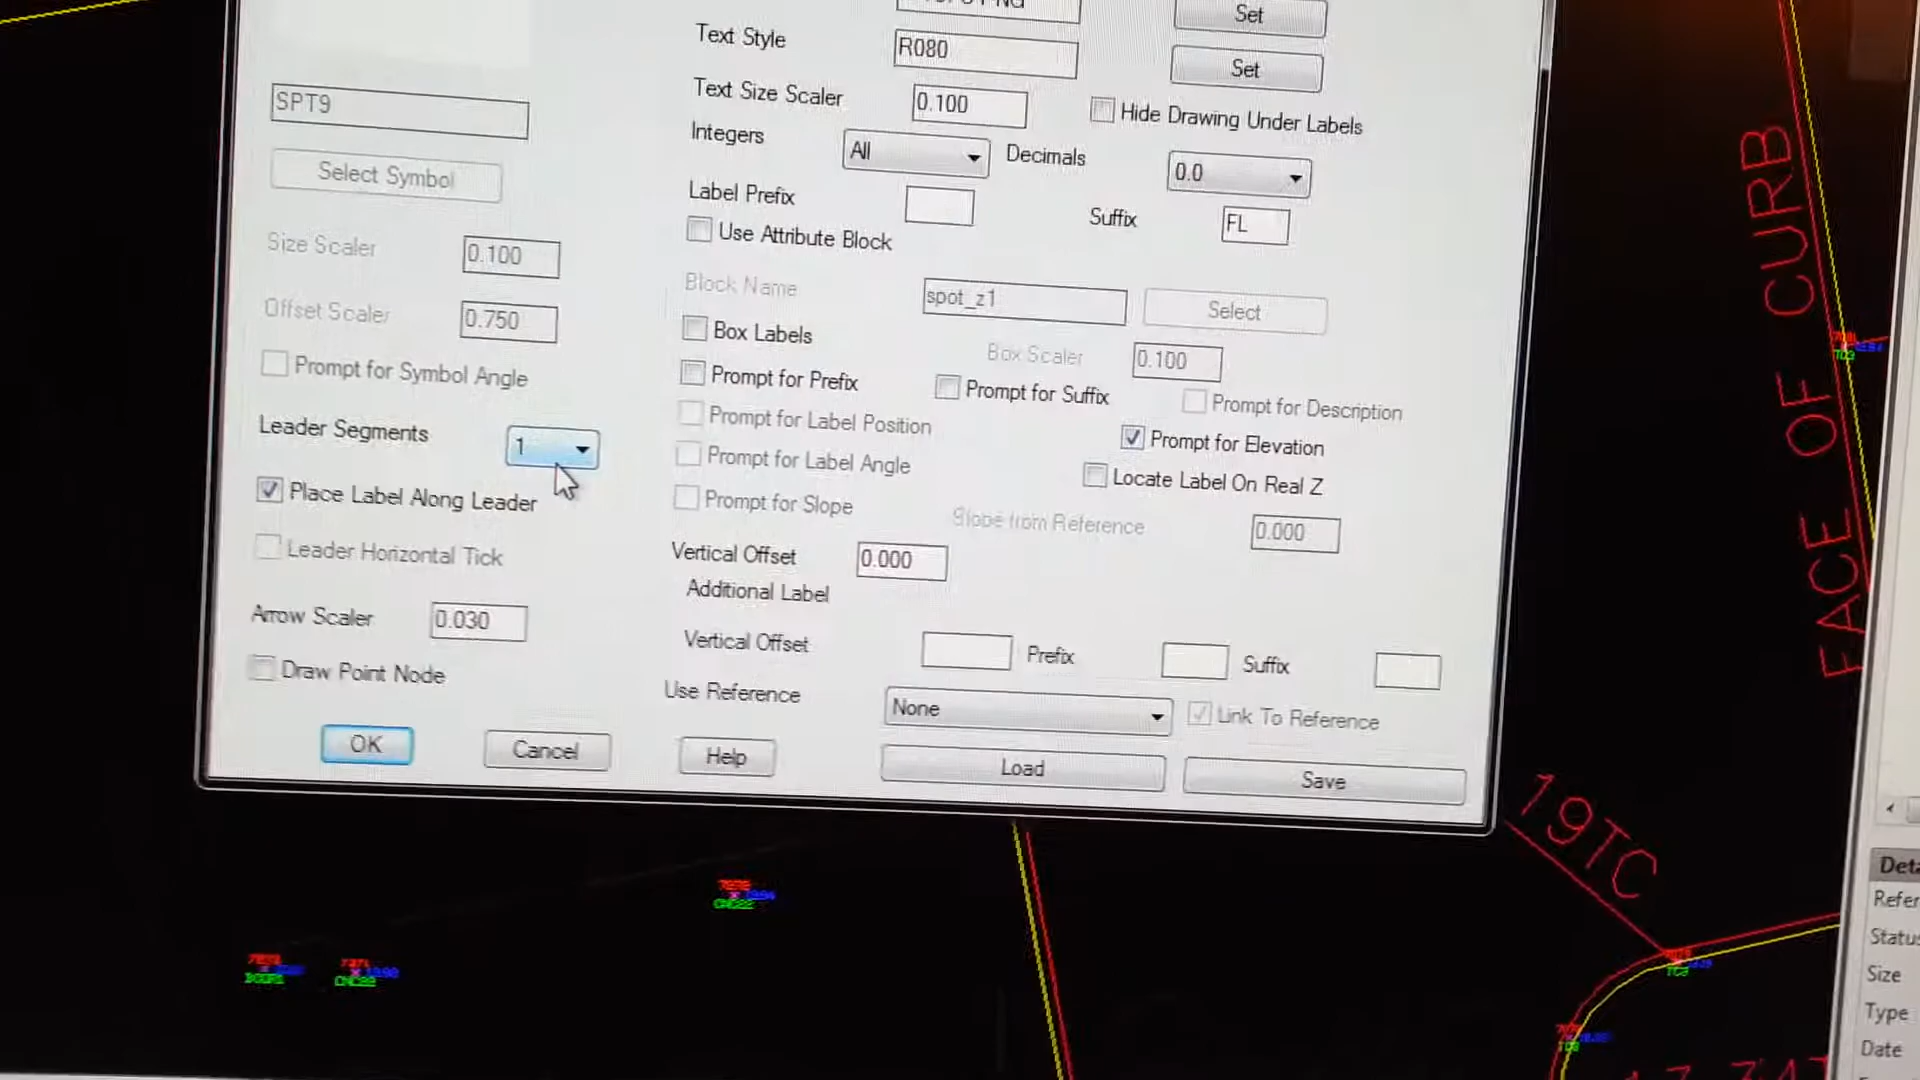 Set
Text Style
R080
Set
SPT9
Text Size Scaler
0.100
Hide Drawing Under Labels
Integers
All
Decimals
0.0
Select Symbol
Label Prefix
Suffix
FL
Use Attribute Block
Size Scaler
0.100
Block Name
spot_z1
Select
Offset Scaler
0.750
Box Labels
Box Scaler
0.100
Prompt for Symbol Angle
Prompt for Prefix
Prompt for Suffix
Prompt for Description
Prompt for Label Position
Prompt for Elevation
Leader Segments
1
Prompt for Label Angle
Locate Label On Real Z
Place Label Along Leader
Prompt for Slope
Slope from Reference
0.000
Leader Horizontal Tick
Vertical Offset
0.000
Additional Label
Arrow Scaler
0.030
Vertical Offset
Prefix
Suffix
Draw Point Node
Use Reference
None
Link To Reference
OK
Cancel
Help
Load
Save
FACE OF CURB
19TC
Refer
Status
Size
Type
Date